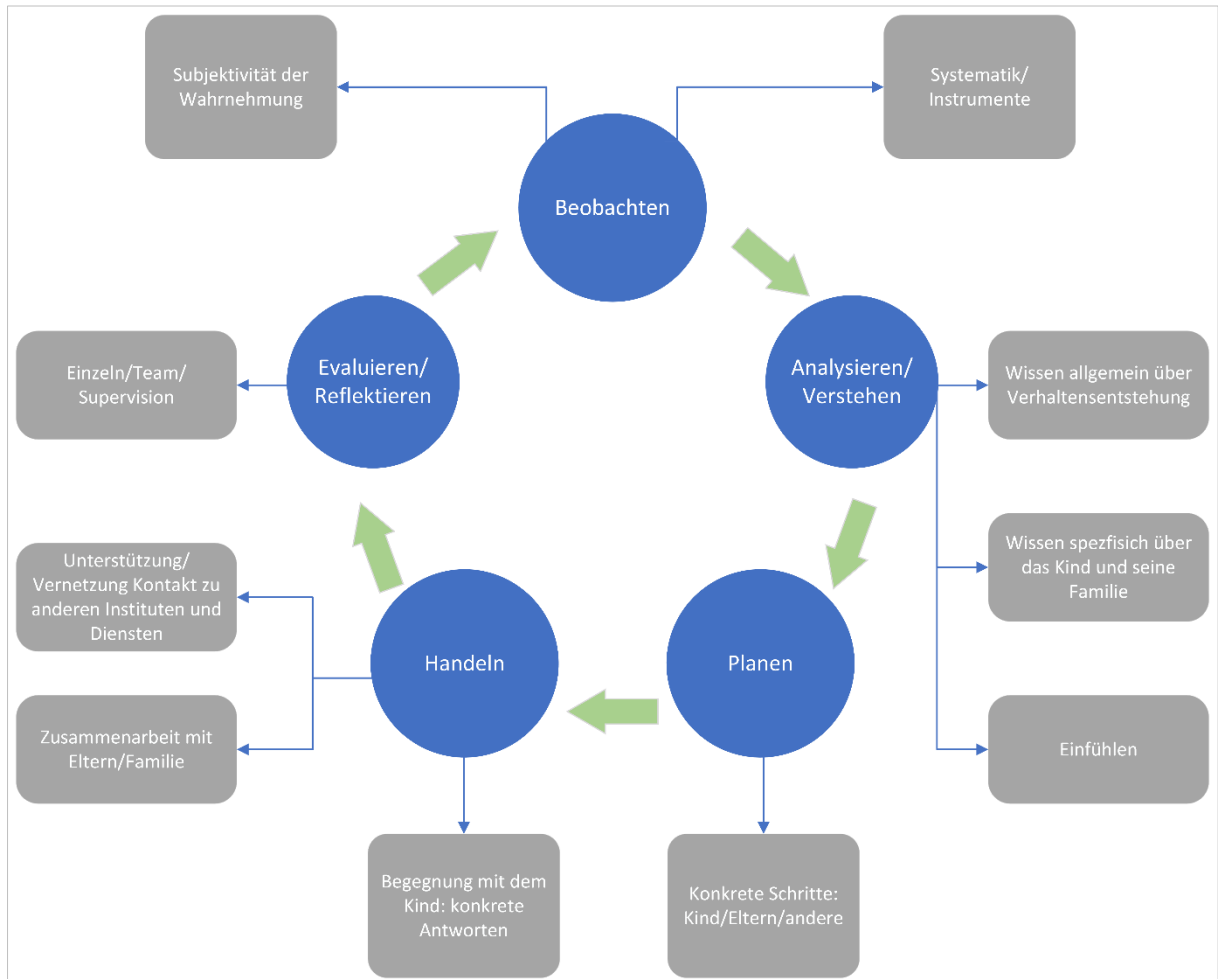 Subjektivität der
Wahrnehmung
Systematik/
Instrumente
Beobachten
Einzeln/Team/
Supervision
Evaluieren/
Reflektieren
Analysieren/
Verstehen
Wissen allgemein über
Verhaltensentstehung
Unterstützung/
Vernetzung Kontakt zu
anderen Instituten und
Diensten
Handeln
Planen
Wissen spezfisich über
das Kind und seine
Familie
Zusammenarbeit mit
Eltern/Familie
Einfühlen
Begegnung mit dem
Kind: konkrete
Antworten
Konkrete Schritte:
Kind/Eltern/andere